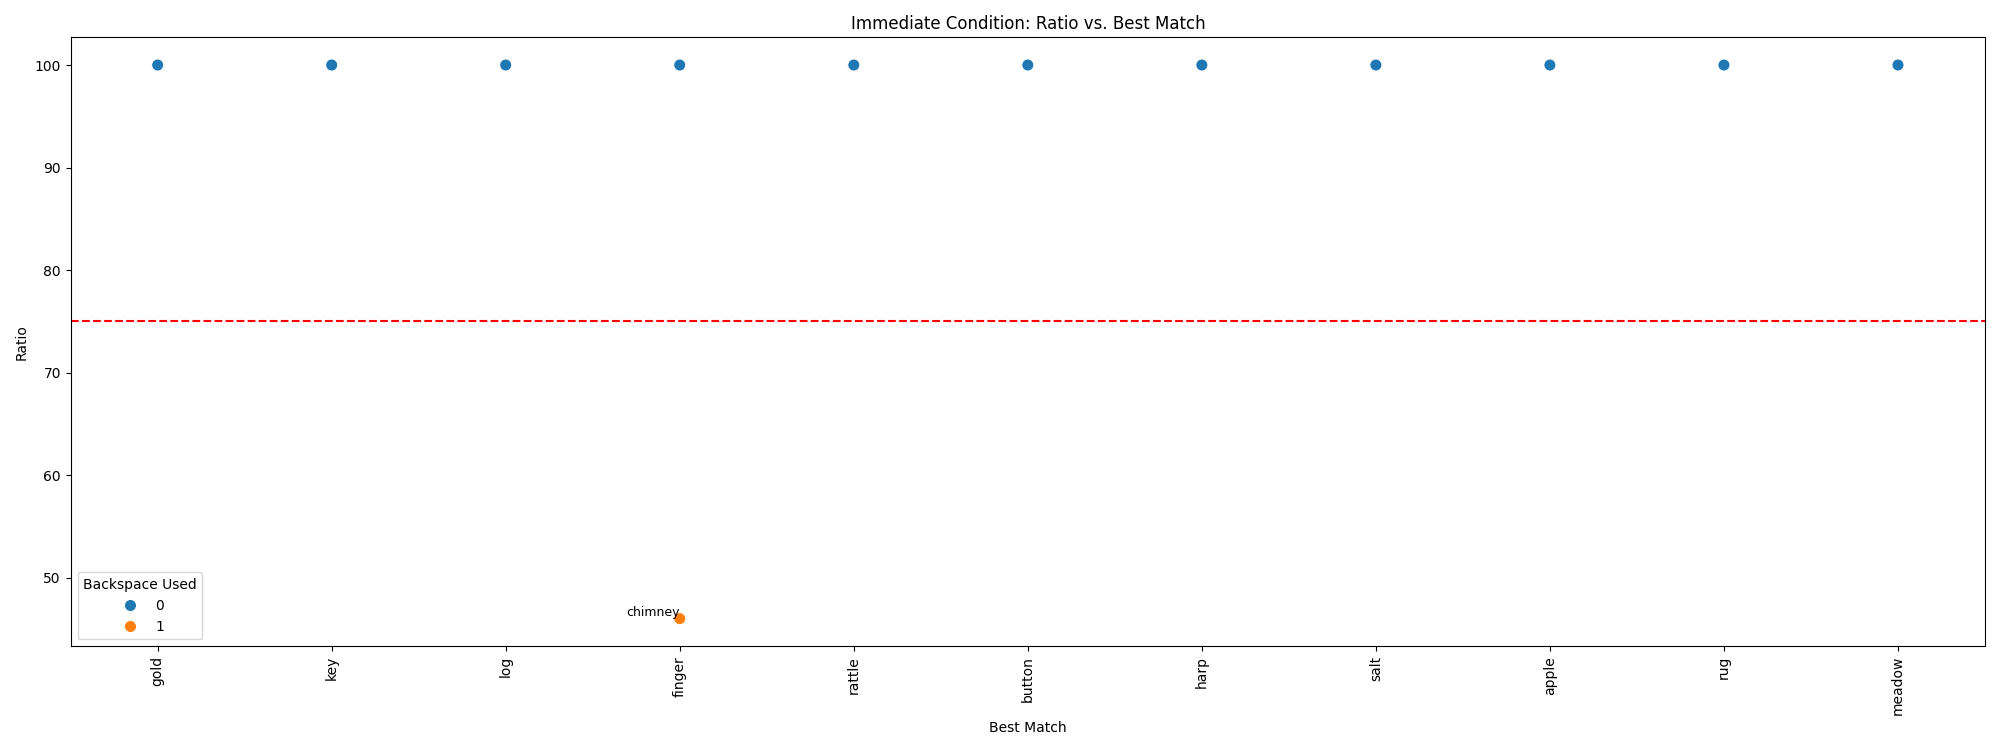 Immediate Condition: Ratio vs. Best Match
100
90
80
70
60
50
Ratio
chimney
Backspace Used
0
1
gold
key
log
finger
rattle
button
harp
salt
apple
rug
meadow
Best Match